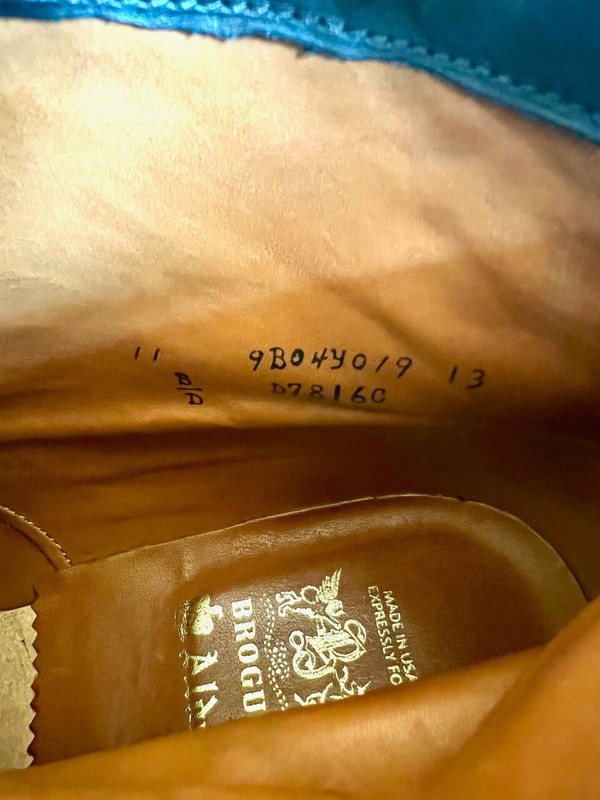 11 9B04Y019 13
B/D D7816C
MADE IN USA
EXPRESSLY FO
BROGU